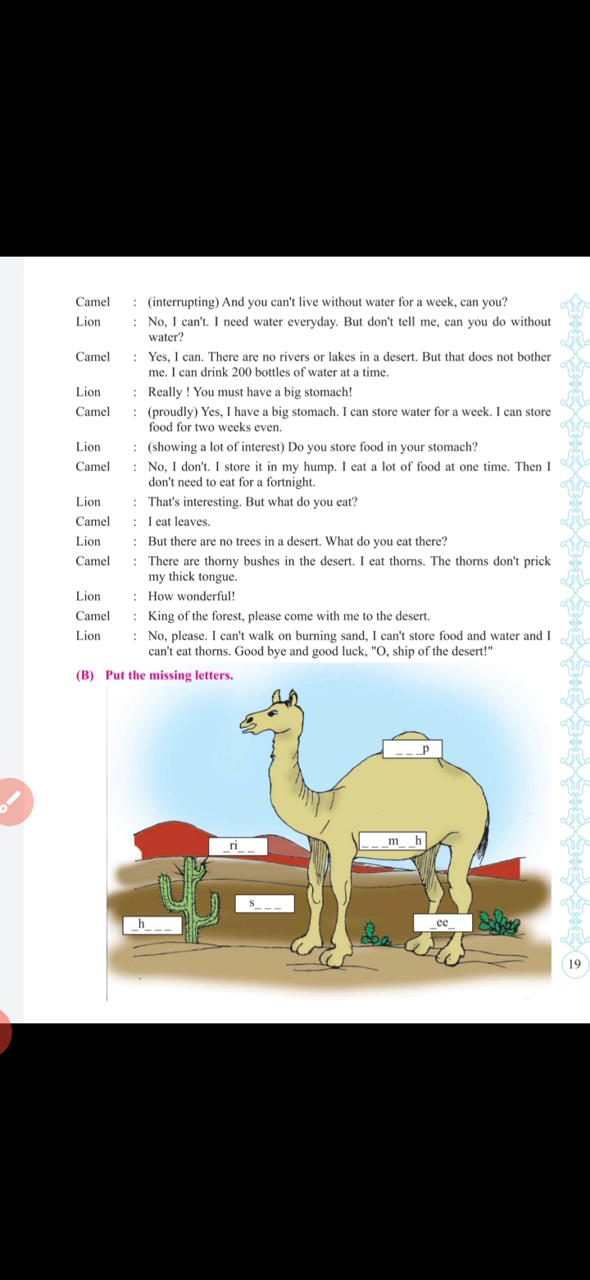 Camel : (interrupting) And you can't live without water for a week, can you?
Lion : No, I can't. I need water everyday. But don't tell me, can you do without
water?
Camel : Yes, I can. There are no rivers or lakes in a desert. But that does not bother
me. I can drink 200 bottles of water at a time.
Lion : Really ! You must have a big stomach!
Camel : (proudly) Yes, I have a big stomach. I can store water for a week. I can store
food for two weeks even.
Lion : (showing a lot of interest) Do you store food in your stomach?
Camel : No, I don't. I store it in my hump. I eat a lot of food at one time. Then I
don't need to eat for a fortnight.
Lion : That's interesting. But what do you eat?
Camel : I eat leaves.
Lion : But there are no trees in a desert. What do you eat there?
Camel : There are thorny bushes in the desert. I eat thorns. The thorns don't prick
my thick tongue.
Lion : How wonderful!
Camel : King of the forest, please come with me to the desert.
Lion : No, please. I can't walk on burning sand, I can't store food and water and I
can't eat thorns. Good bye and good luck, "O, ship of the desert!"
(B) Put the missing letters.
_ _ _p
_ri_ _
_ _ _m_ _h
s_ _ _
_h_ _ _
_ee_
19